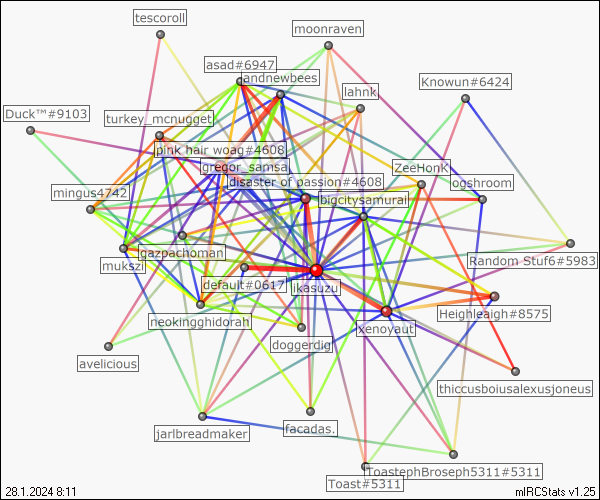 tescoroll
moonraven
asad#6947
andnewbees
Knowun#6424
lahnk
Duck™#9103
turkey_mcnugget
pink hair woag#4608
gregor_samsa
ZeeHonK
disaster of passion#4608
mingus4742
ogshroom
bigcitysamurai
gazpachoman
Random Stuf6#5983
mukszi
default#0617
likasuzu
Heighleaigh#8575
neokingghidorah
xenoyaut
doggerdig
avelicious
thiccusboiusalexusjoneus
jarlbreadmaker
facadas.
ToastephBroseph5311#5311
Toast#5311
28.1.2024 8:11
mIRCStats v1.25